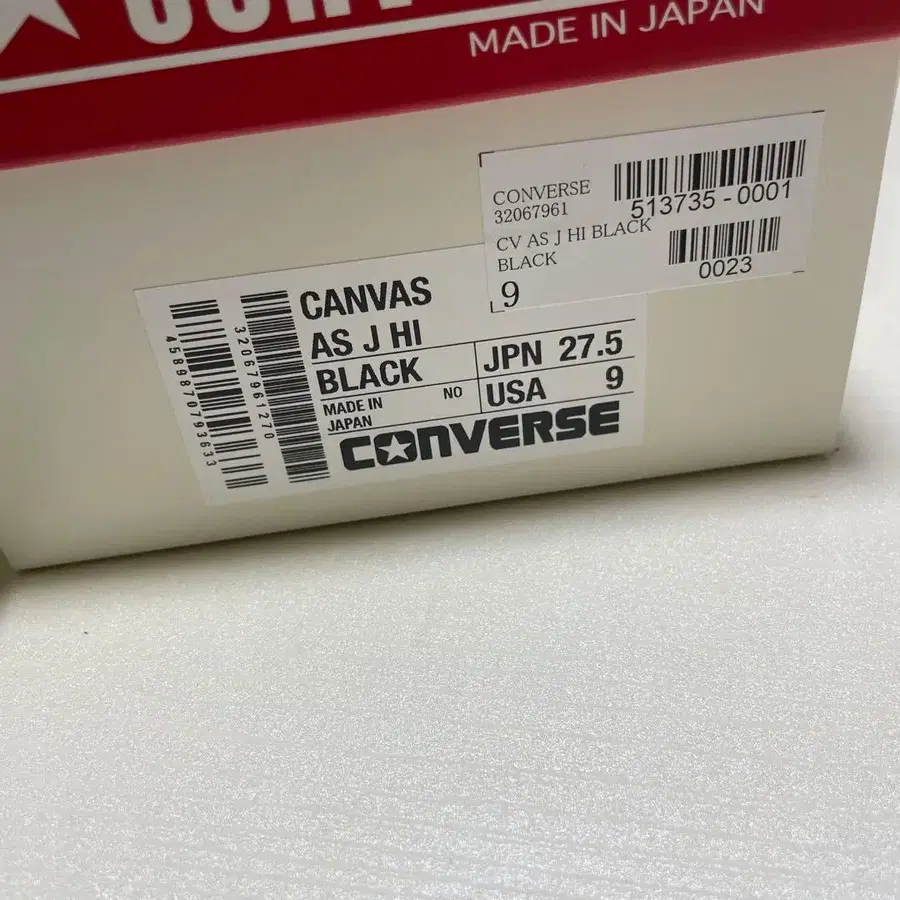 MADE IN JAPAN
CONVERSE
32067961
513735-0001
CV AS J HI BLACK
BLACK
0023
9
CANVAS
AS J HI
BLACK
JPN 27.5
MADE IN
JAPAN
NO
USA 9
CONVERSE
4589870793633
32067961270